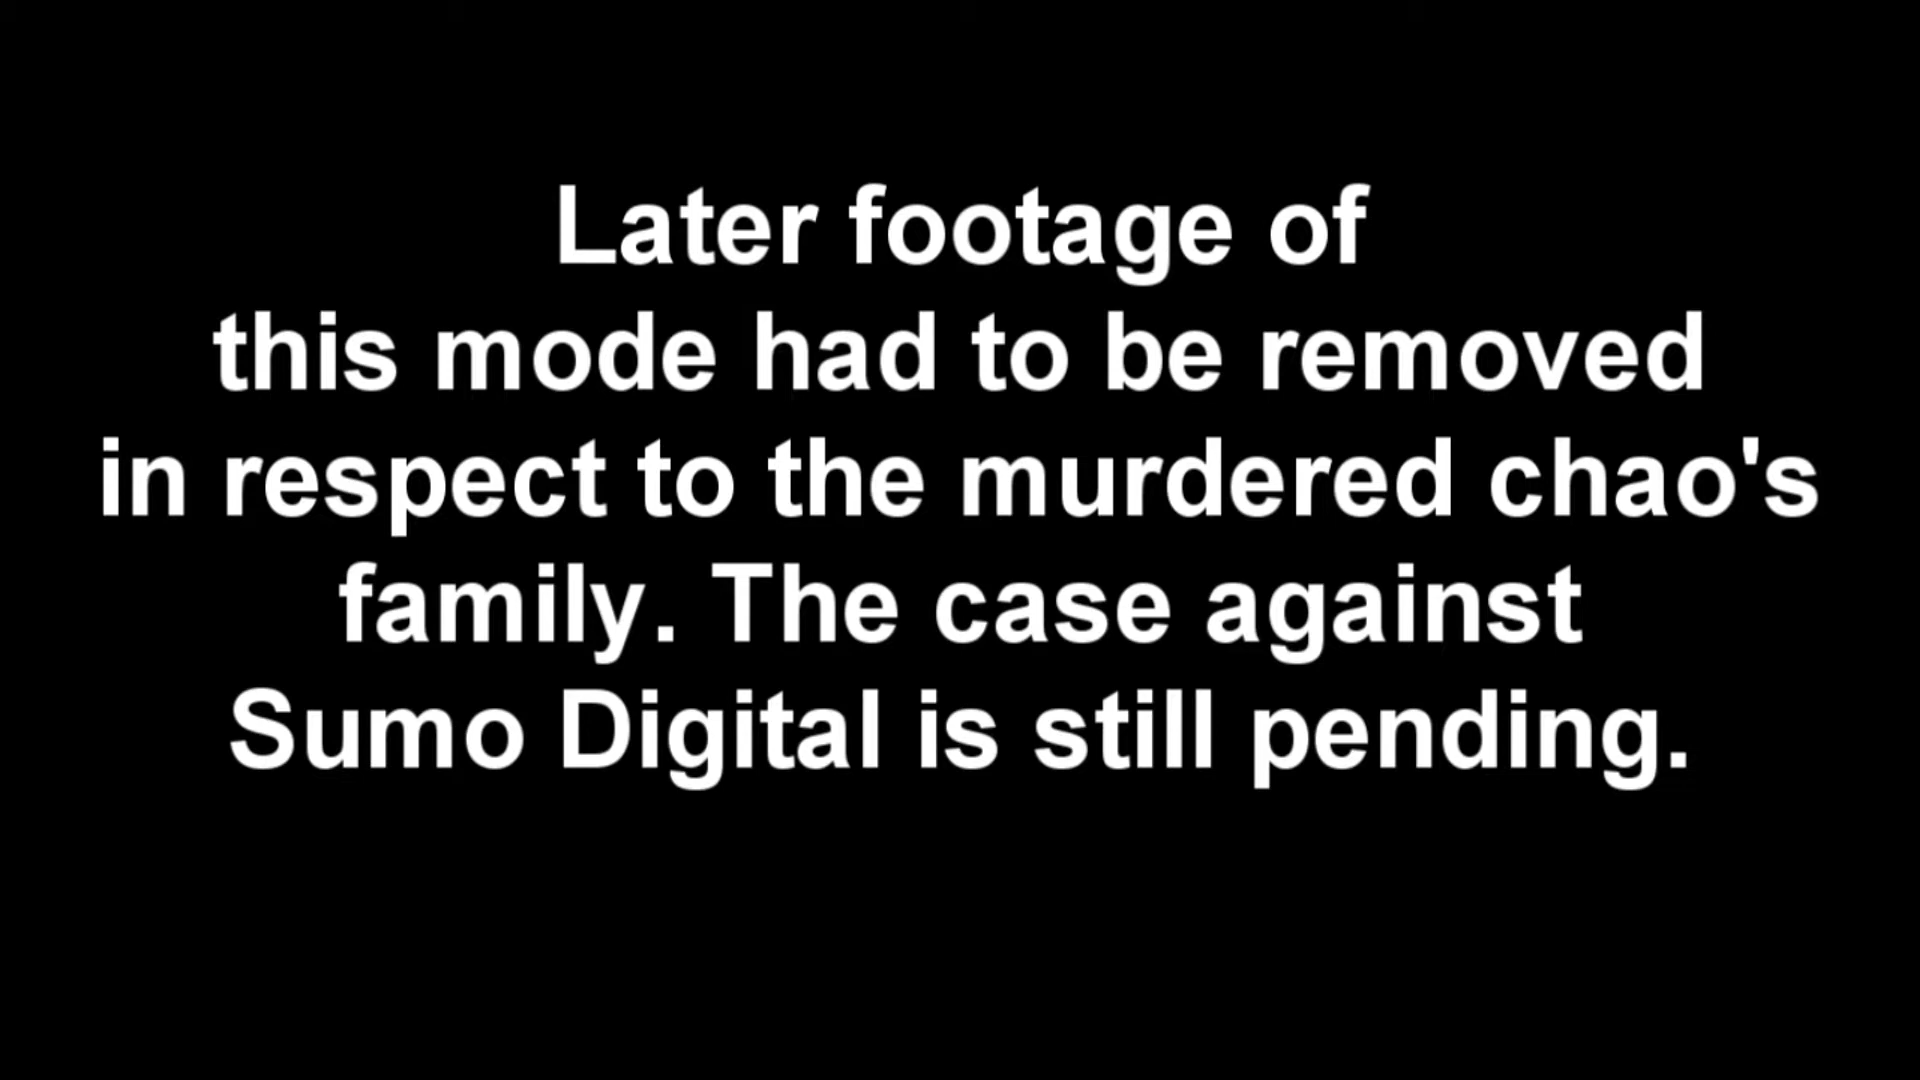 Later footage of
this mode had to be removed
in respect to the murdered chao's
family. The case against
Sumo Digital is still pending.